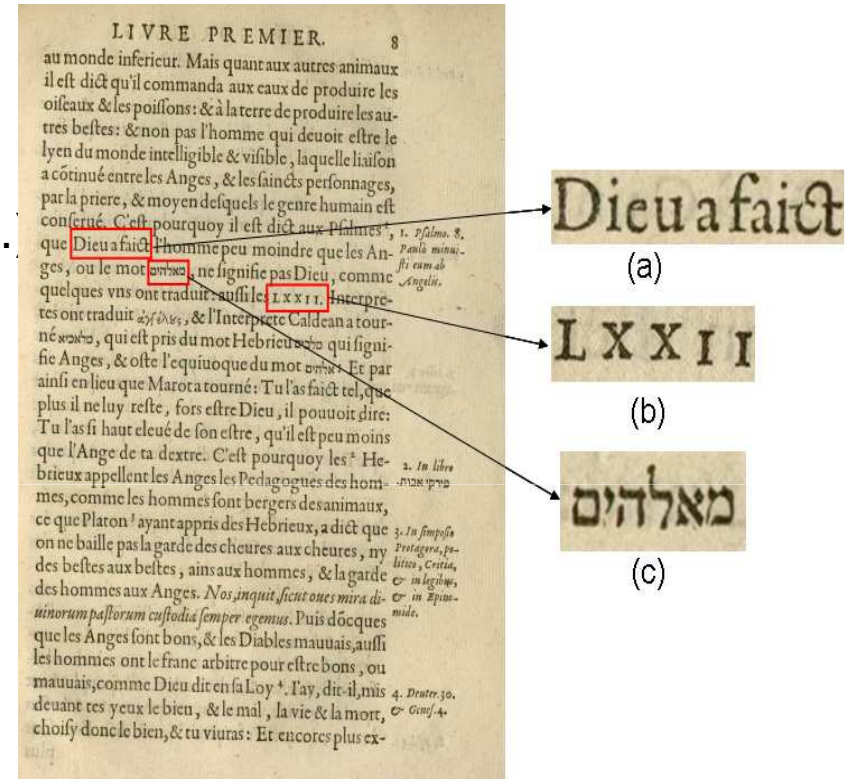 LIVRE PREMIER. 8
au monde inferieur. Mais quant aux autres animaux
il est dict qu'il commanda aux eaux de produire les
oiſeaux & les poiſſons: & à la terre de produire les au-
tres beſtes: & non pas l'homme qui deuoit eſtre le
lyen du monde intelligible & viſible, laquelle liaiſon
a cõtinué entre les Anges, & les ſaincts perſonnages,
par la priere, & moyen deſquels le genre humain eſt
conſerué. C'eſt pourquoy il eſt dict aux Pſalmes¹,
que Dieu a faict l'homme peu moindre que les An-
ges, ou le mot מאלהים, ne ſignifie pas Dieu, comme
quelques vns ont traduit: auſſi les LXXII. Interpre-
tes ont traduit ἀγγέλους, & l'Interprete Caldean a tour-
né, qui eſt pris du mot Hebrieu qui ſigni-
fie Anges, & oſte l'equiuoque du mot אלהים. Et par
ainſi en lieu que Marot a tourné: Tu l'as faict tel, que
plus il ne luy reſte, fors eſtre Dieu, il pouuoit dire:
Tu l'as ſi haut eleué de ſon eſtre, qu'il eſt peu moins
que l'Ange de ta dextre. C'eſt pourquoy les ² He-
brieux appellent les Anges les Pedagogues des hom-
mes, comme les hommes ſont bergers des animaux,
ce que Platon ³ ayant appris des Hebrieux, a dict que
on ne baille pas la garde des cheures aux cheures, ny
des beſtes aux beſtes, ains aux hommes, & la garde
des hommes aux Anges. Nos, inquit, ſicut oues mira di-
uinorum paſtorum cuſtodia ſemper egemus. Puis dõcques
que les Anges ſont bons, & les Diables mauuais, auſſi
les hommes ont le franc arbitre pour eſtre bons, ou
mauuais, comme Dieu dit en ſa Loy ⁴. I'ay, dit-il, mis
deuant tes yeux le bien, & le mal, la vie & la mort,
choiſy donc le bien, & tu viuras: Et encores plus ex-
1. Pſalmo. 8.
Paulò minui-
ſti eum ab
Angelis.
2. In libro
פירקי אבות.
3. In ſimpoſio
Protagora, po-
litico, Critia,
& in legibus,
& in Epino-
mide.
4. Deuter. 30.
& Geneſ. 4.
Dieu a faict
(a)
LXXII
(b)
מאלהים
(c)